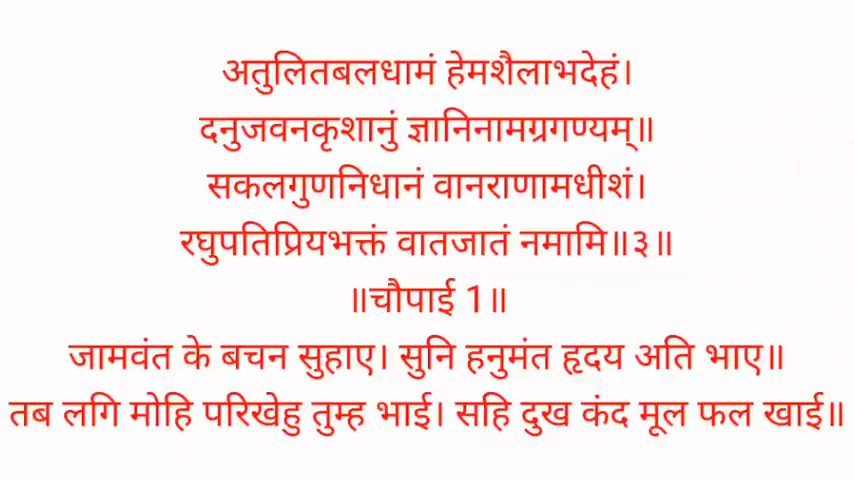 अतुलितबलधामं हेमशैलाभदेहं।
दनुजवनकृशानुं ज्ञानिनामग्रगण्यम्॥
सकलगुणनिधानं वानराणामधीशं।
रघुपतिप्रियभक्तं वातजातं नमामि॥३॥
॥चौपाई 1॥
जामवंत के बचन सुहाए। सुनि हनुमंत हृदय अति भाए॥
तब लगि मोहि परिखेहु तुम्ह भाई। सहि दुख कंद मूल फल खाई॥